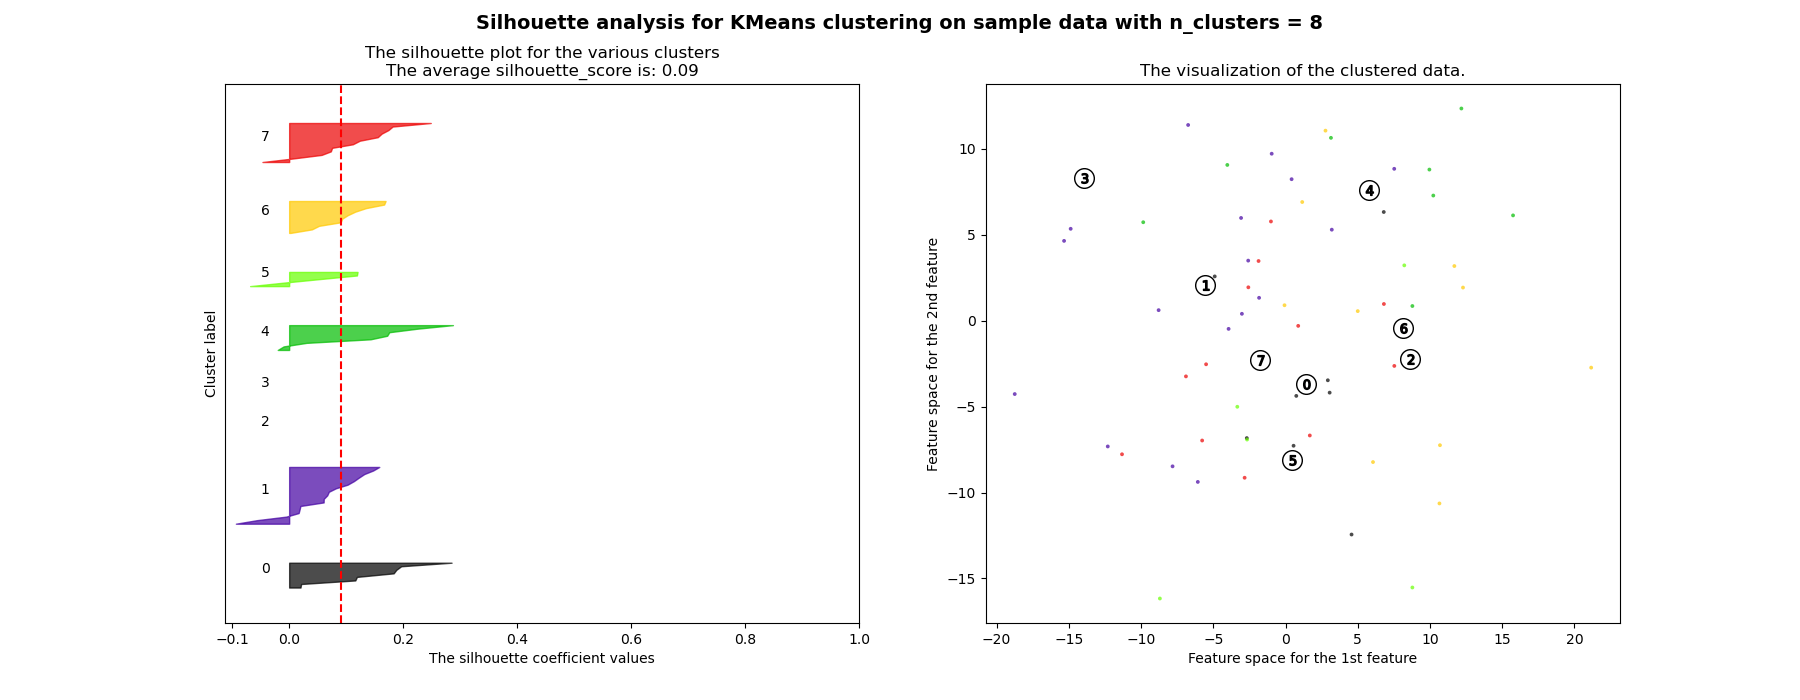 Silhouette analysis for KMeans clustering on sample data with n_clusters = 8
The silhouette plot for the various clusters
The average silhouette_score is: 0.09
7
6
5
4
3
2
1
0
Cluster label
−0.1 0.0 0.2 0.4 0.6 0.8 1.0
The silhouette coefficient values
The visualization of the clustered data.
10
5
0
−5
−10
−15
Feature space for the 2nd feature
3
4
1
6
2
7
0
5
−20 −15 −10 −5 0 5 10 15 20
Feature space for the 1st feature